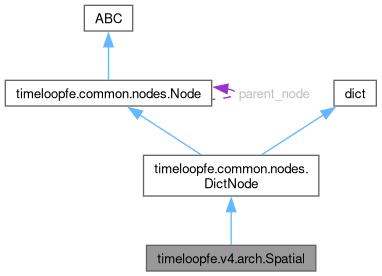 ABC
timeloopfe.common.nodes.Node
parent_node
dict
timeloopfe.common.nodes.
DictNode
timeloopfe.v4.arch.Spatial